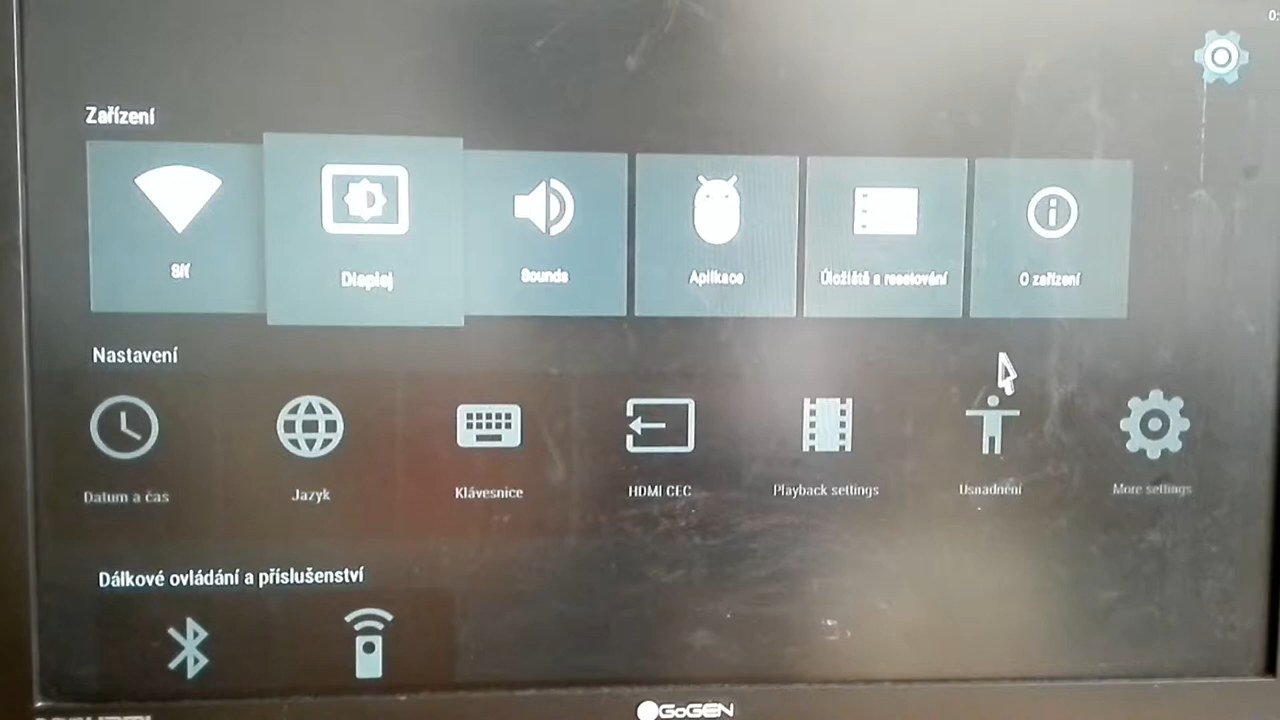 0:
Zařízení
Síť
Displej
Sounds
Aplikace
Úložiště a resetování
O zařízení
Nastavení
Datum a čas
Jazyk
Klávesnice
HDMI CEC
Playback settings
Usnadnění
More settings
Dálkové ovládání a příslušenství
GoGEN